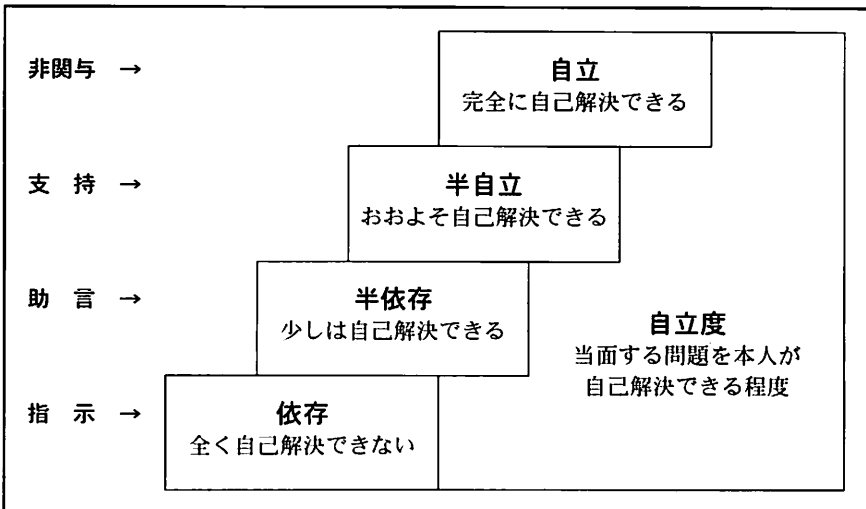 非関与 →
自立
完全に自己解決できる
支 持 →
半自立
おおよそ自己解決できる
助 言 →
半依存
少しは自己解決できる
自立度
当面する問題を本人が
自己解決できる程度
指 示 →
依存
全く自己解決できない